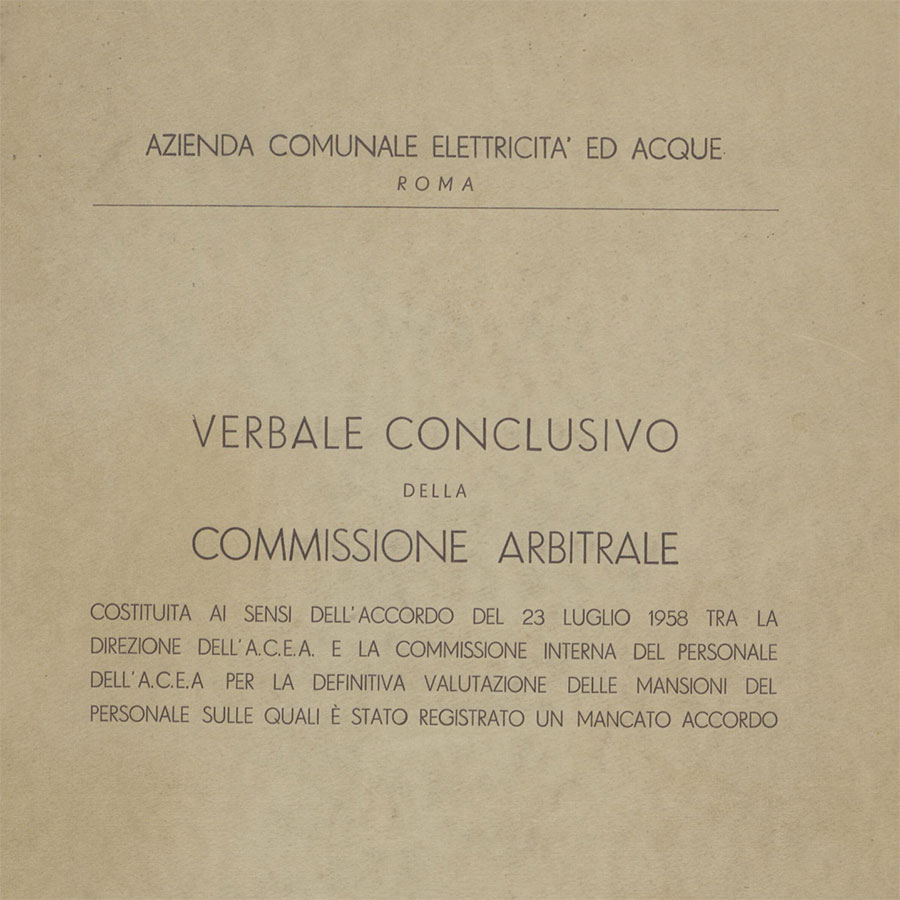 AZIENDA COMUNALE ELETTRICITA' ED ACQUE
ROMA
VERBALE CONCLUSIVO
DELLA
COMMISSIONE ARBITRALE
COSTITUITA AI SENSI DELL'ACCORDO DEL 23 LUGLIO 1958 TRA LA
DIREZIONE DELL'A.C.E.A. E LA COMMISSIONE INTERNA DEL PERSONALE
DELL'A.C.E.A PER LA DEFINITIVA VALUTAZIONE DELLE MANSIONI DEL
PERSONALE SULLE QUALI È STATO REGISTRATO UN MANCATO ACCORDO